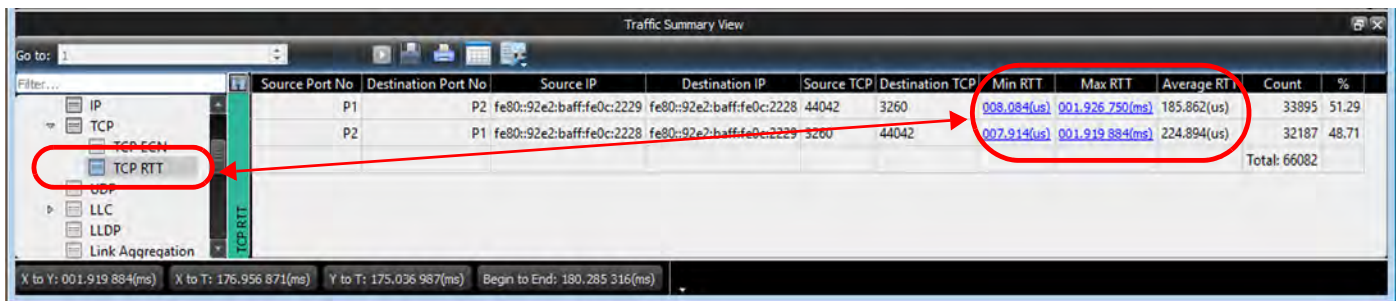 Traffic Summary View
Go to: 1
Filter...
Source Port No Destination Port No Source IP Destination IP Source TCP Destination TCP Min RTT Max RTT Average RTT Count %
IP
P1 P2 fe80::92e2:baff:fe0c:2229 fe80::92e2:baff:fe0c:2228 44042 3260 008.084(us) 001.926 750(ms) 185.862(us) 33895 51.29
TCP
P2 P1 fe80::92e2:baff:fe0c:2228 fe80::92e2:baff:fe0c:2229 3260 44042 007.914(us) 001.919 884(ms) 224.894(us) 32187 48.71
TCP ECN
Total: 66082
TCP RTT
UDP
LLC
LLDP
Link Aggregation
TCP RTT
X to Y: 001.919 884(ms) X to T: 176.956 871(ms) Y to T: 175.036 987(ms) Begin to End: 180.285 316(ms)